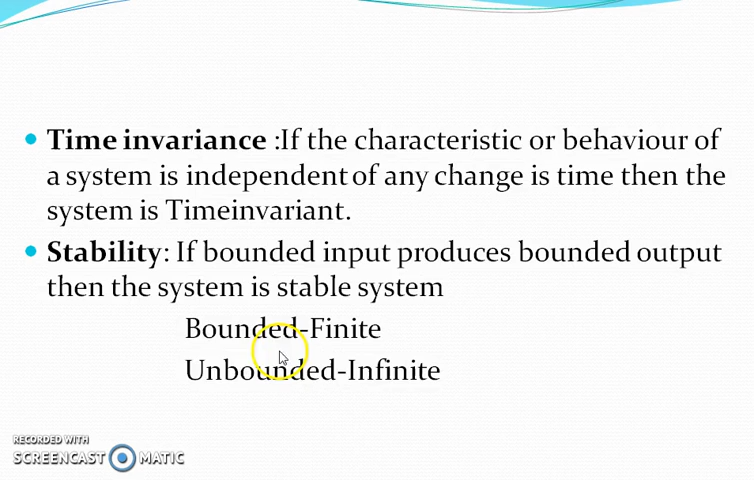 Time invariance :If the characteristic or behaviour of
a system is independent of any change is time then the
system is Timeinvariant.
Stability: If bounded input produces bounded output
then the system is stable system
Bounded-Finite
Unbounded-Infinite
RECORDED WITH
SCREENCAST MATIC